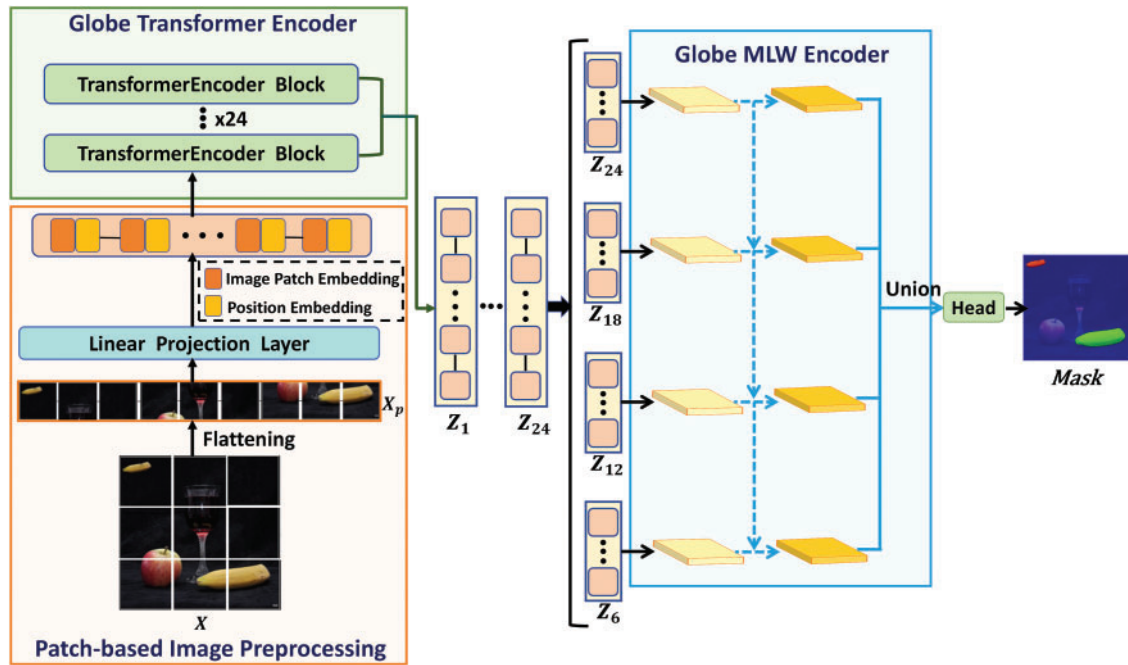 Globe Transformer Encoder
TransformerEncoder Block
x24
TransformerEncoder Block
Image Patch Embedding
Position Embedding
Linear Projection Layer
X_p
Flattening
X
Patch-based Image Preprocessing
Z_1
Z_24
Z_24
Z_18
Z_12
Z_6
Globe MLW Encoder
Union
Head
Mask